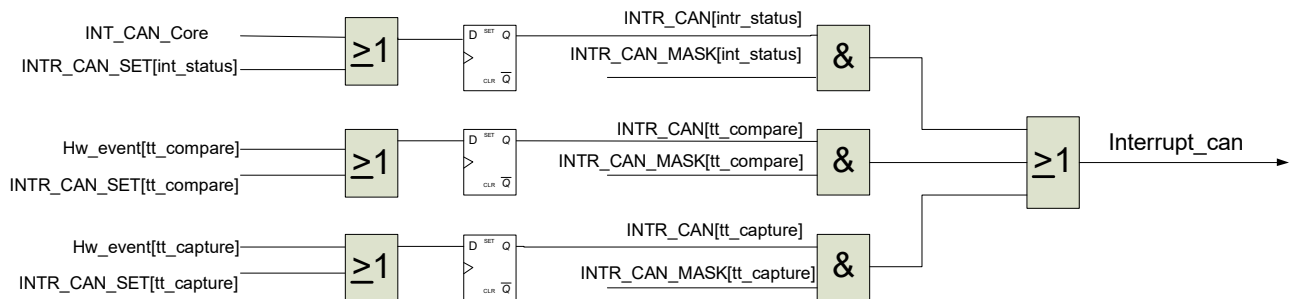 INT_CAN_Core
INTR_CAN_SET[int_status]
≥1
D SET Q
CLR Q
INTR_CAN[intr_status]
INTR_CAN_MASK[int_status]
&
Hw_event[tt_compare]
INTR_CAN_SET[tt_compare]
≥1
D SET Q
CLR Q
INTR_CAN[tt_compare]
INTR_CAN_MASK[tt_compare]
&
≥1
Interrupt_can
Hw_event[tt_capture]
INTR_CAN_SET[tt_capture]
≥1
D SET Q
CLR Q
INTR_CAN[tt_capture]
INTR_CAN_MASK[tt_capture]
&